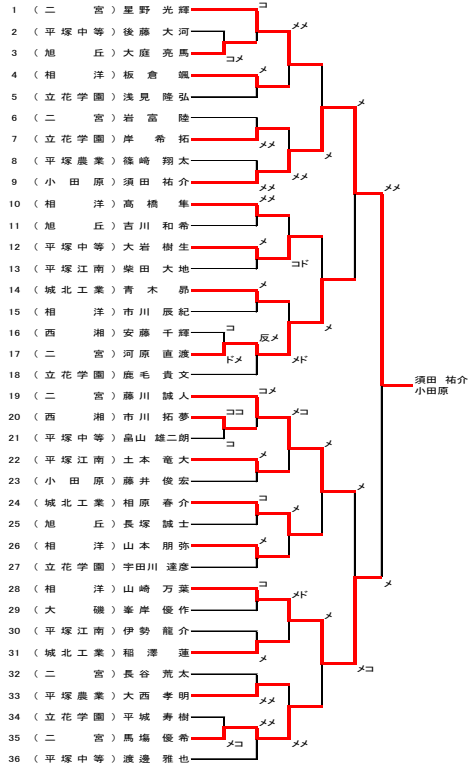 1 （二　　宮）星野 光輝
2 （平塚中等）後藤 大河
3 （旭　　丘）大庭 亮馬
4 （相　　洋）板倉 颯
5 （立花学園）浅見 隆弘
6 （二　　宮）岩富 陸
7 （立花学園）岸 希拓
8 （平塚農業）篠崎 翔太
9 （小 田 原）須田 祐介
10 （相　　洋）高橋 隼
11 （旭　　丘）吉川 和希
12 （平塚中等）大岩 樹生
13 （平塚江南）柴田 大地
14 （城北工業）青木 昴
15 （相　　洋）市川 辰紀
16 （西　　湘）安藤 千輝
17 （二　　宮）河原 直渡
18 （立花学園）鹿毛 貴文
19 （二　　宮）藤川 誠人
20 （西　　湘）市川 拓夢
21 （平塚中等）畠山 雄二朗
22 （平塚江南）土本 竜大
23 （小 田 原）藤井 俊宏
24 （城北工業）相原 春介
25 （旭　　丘）長塚 誠士
26 （相　　洋）山本 朋弥
27 （立花学園）宇田川 達彦
28 （相　　洋）山崎 万葉
29 （大　　磯）峯岸 優作
30 （平塚江南）伊勢 龍介
31 （城北工業）稲澤 蓮
32 （二　　宮）長谷 荒太
33 （平塚農業）大西 孝明
34 （立花学園）平城 寿樹
35 （二　　宮）馬場 優希
36 （平塚中等）渡邊 雅也
コ
コメ
メ
メメ
メメ
メメ
メ
コ
ドメ
反メ
コメ
ココ
コ
メ
コ
メ
コ
メ
メメ
メコ
メメ
メメ
メメ
コド
メド
メコ
メ
メド
メメ
メ
メ
メ
メ
メ
メコ
メメ
メ
須田 祐介
小田原